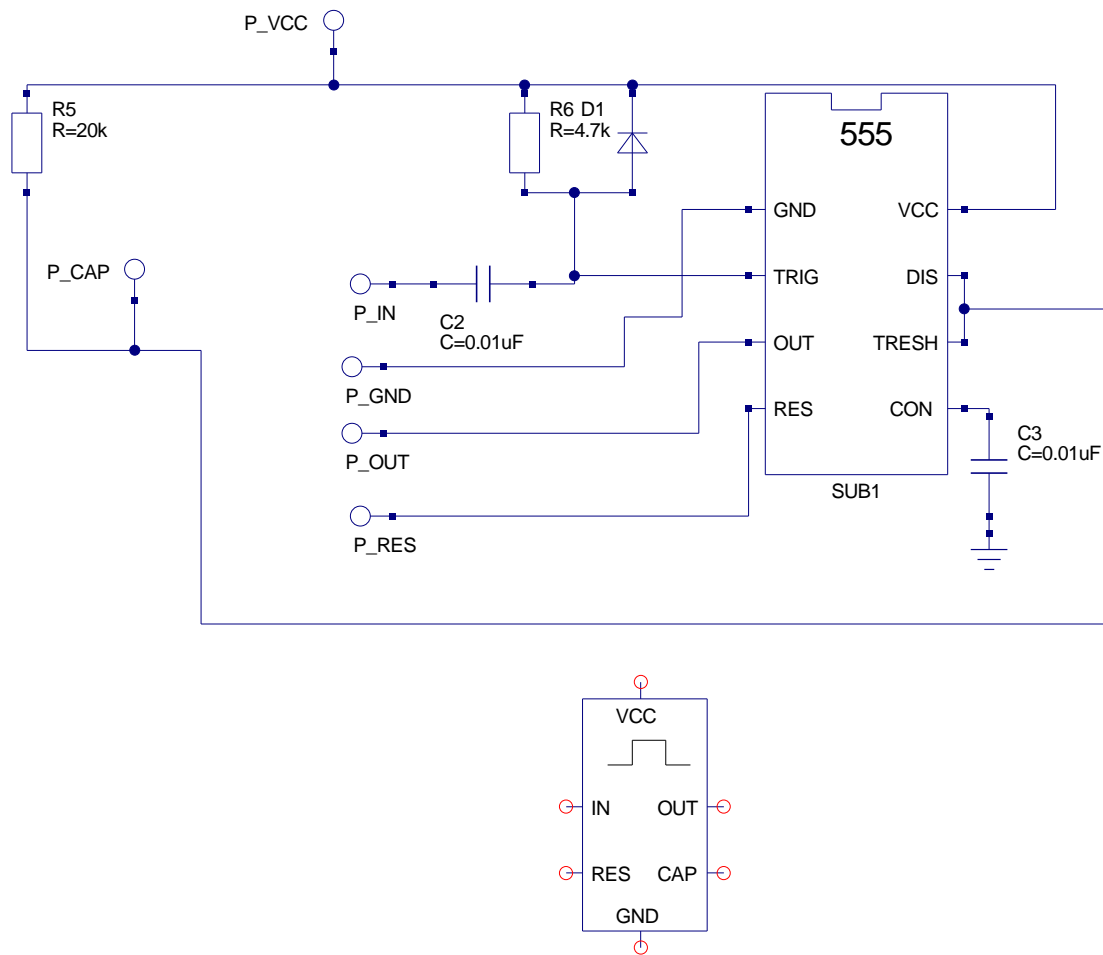 P_VCC
R5
R=20k
R6 D1
R=4.7k
555
GND
VCC
P_CAP
TRIG
DIS
P_IN
C2
C=0.01uF
OUT
TRESH
P_GND
RES
CON
P_OUT
C3
C=0.01uF
SUB1
P_RES
VCC
IN
OUT
RES
CAP
GND